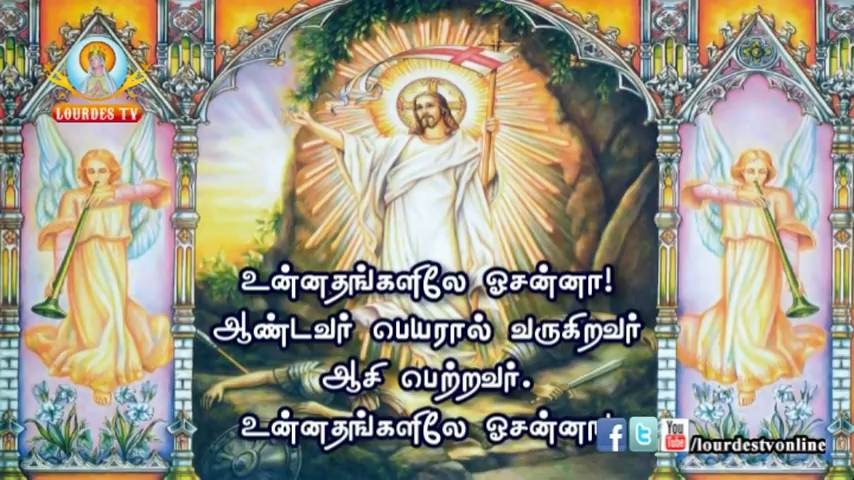 LOURDES TV
உன்னதங்களிலே ஓசன்னா!
ஆண்டவர் பெயரால் வருகிறவர்
ஆசி பெற்றவர்.
உன்னதங்களிலே ஓசன்னா!
f t You Tube /lourdestvonline